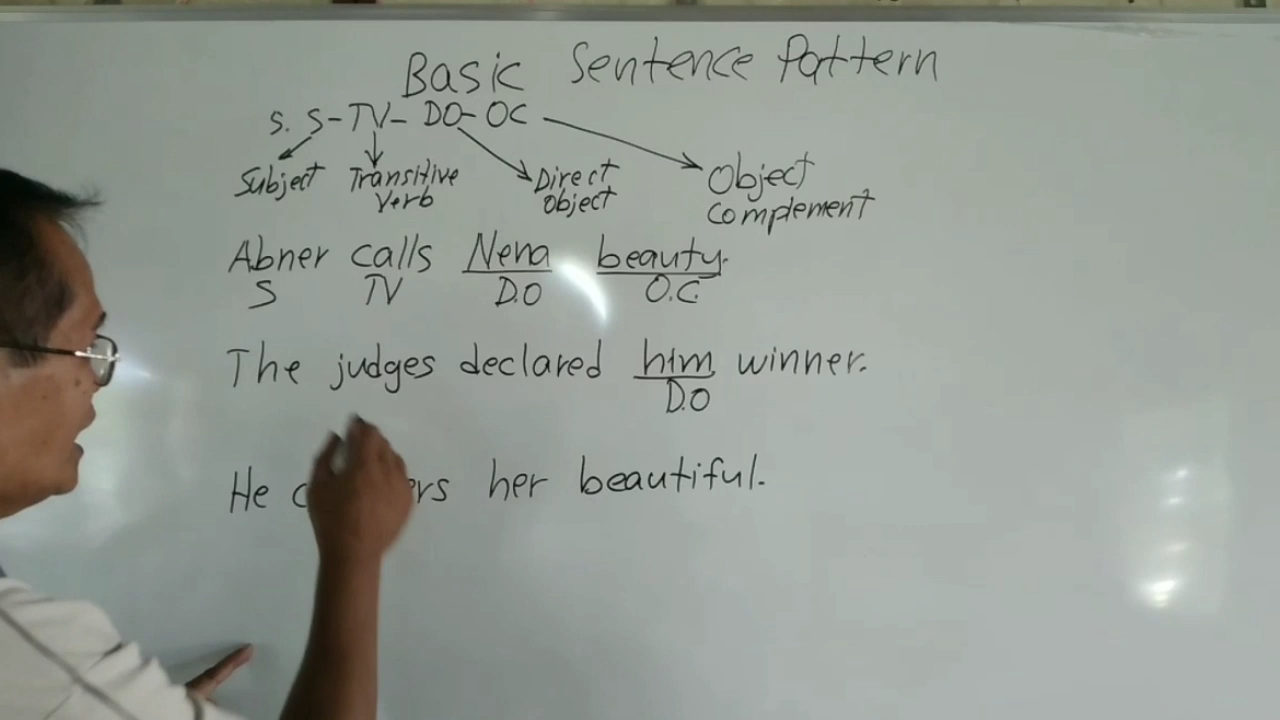 Basic Sentence Pattern
S. S-TV-DO-OC
Subject Transitive Verb Direct Object Object Complement
Abner calls Nena beauty.
S TV D.O O.C.
The judges declared him winner.
D.O
He her beautiful.